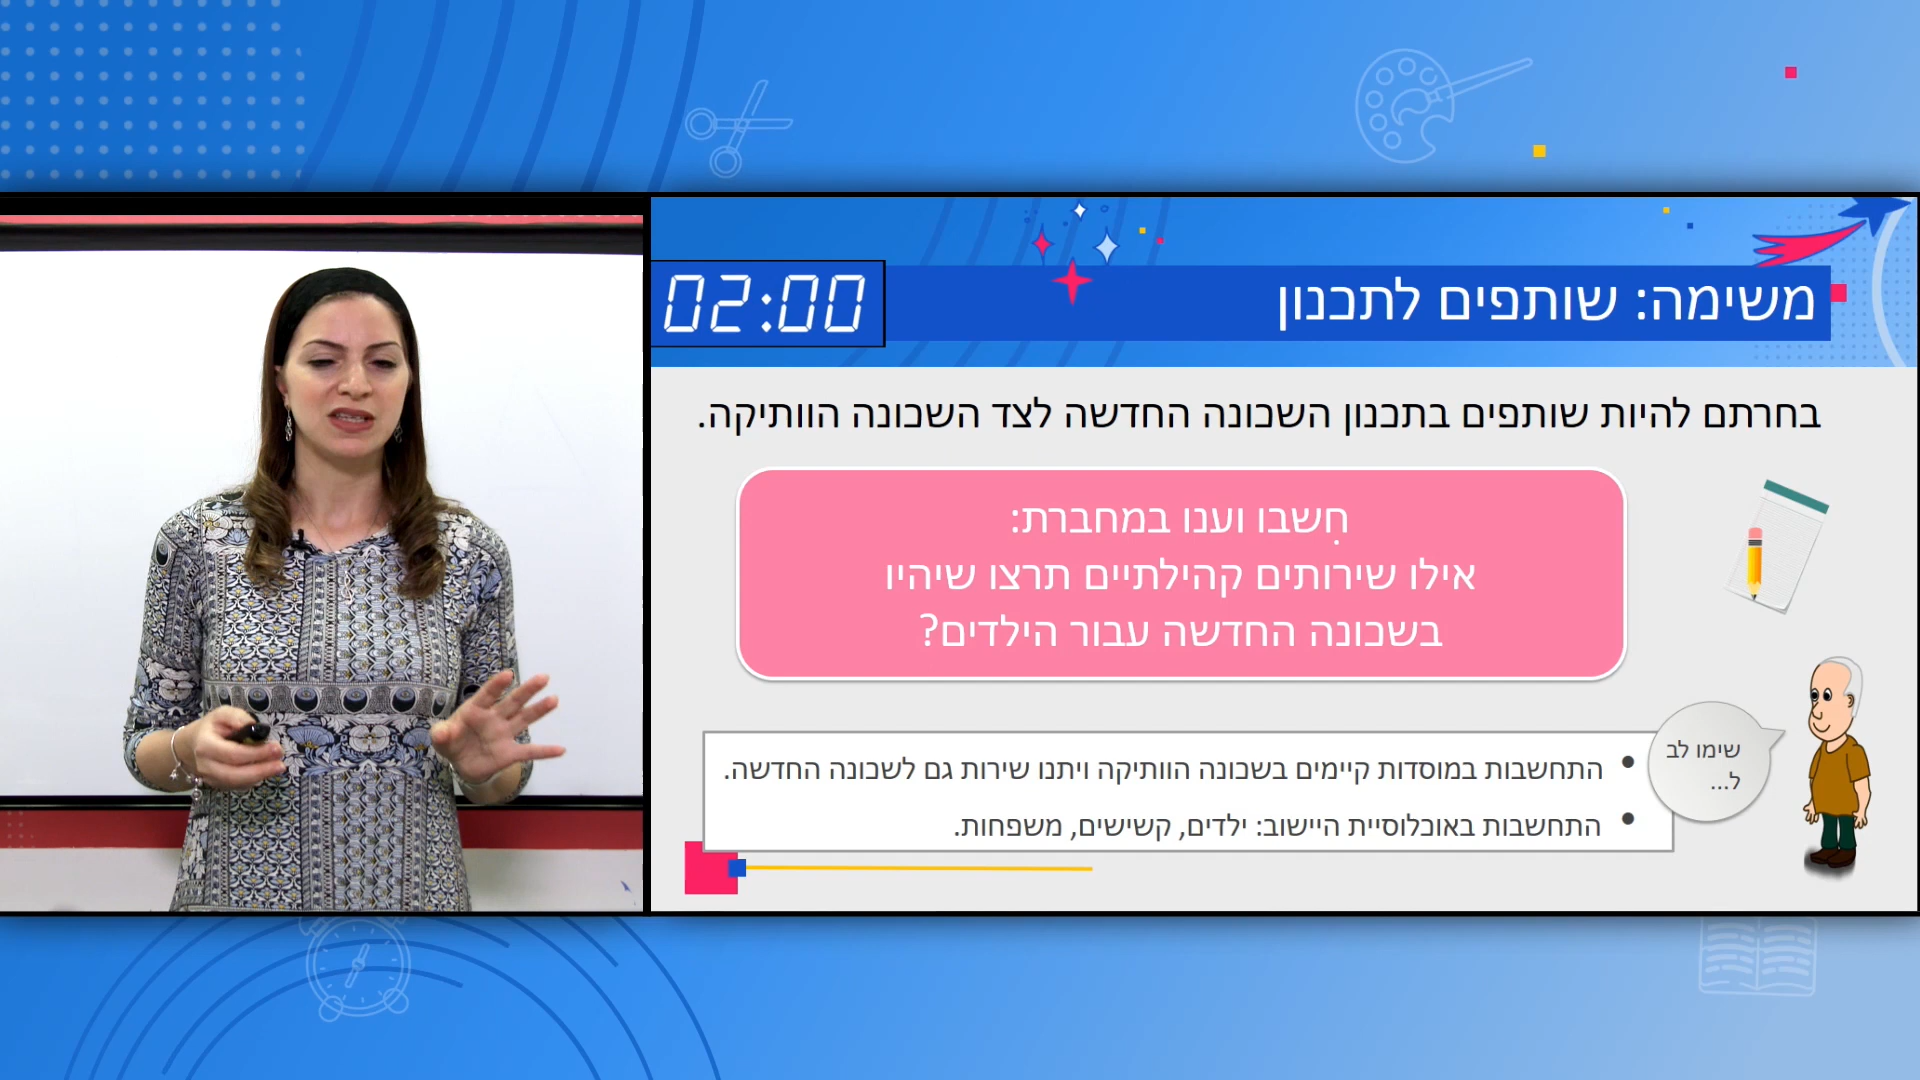 משימה: שותפים לתכנון
02:00
בחרתם להיות שותפים בתכנון השכונה החדשה לצד השכונה הוותיקה.
חִשבו וענו במחברת:
אילו שירותים קהילתיים תרצו שיהיו
בשכונה החדשה עבור הילדים?
שימו לב
ל...
• התחשבות במוסדות קיימים בשכונה הוותיקה ויתנו שירות גם לשכונה החדשה.
• התחשבות באוכלוסיית היישוב: ילדים, קשישים, משפחות.